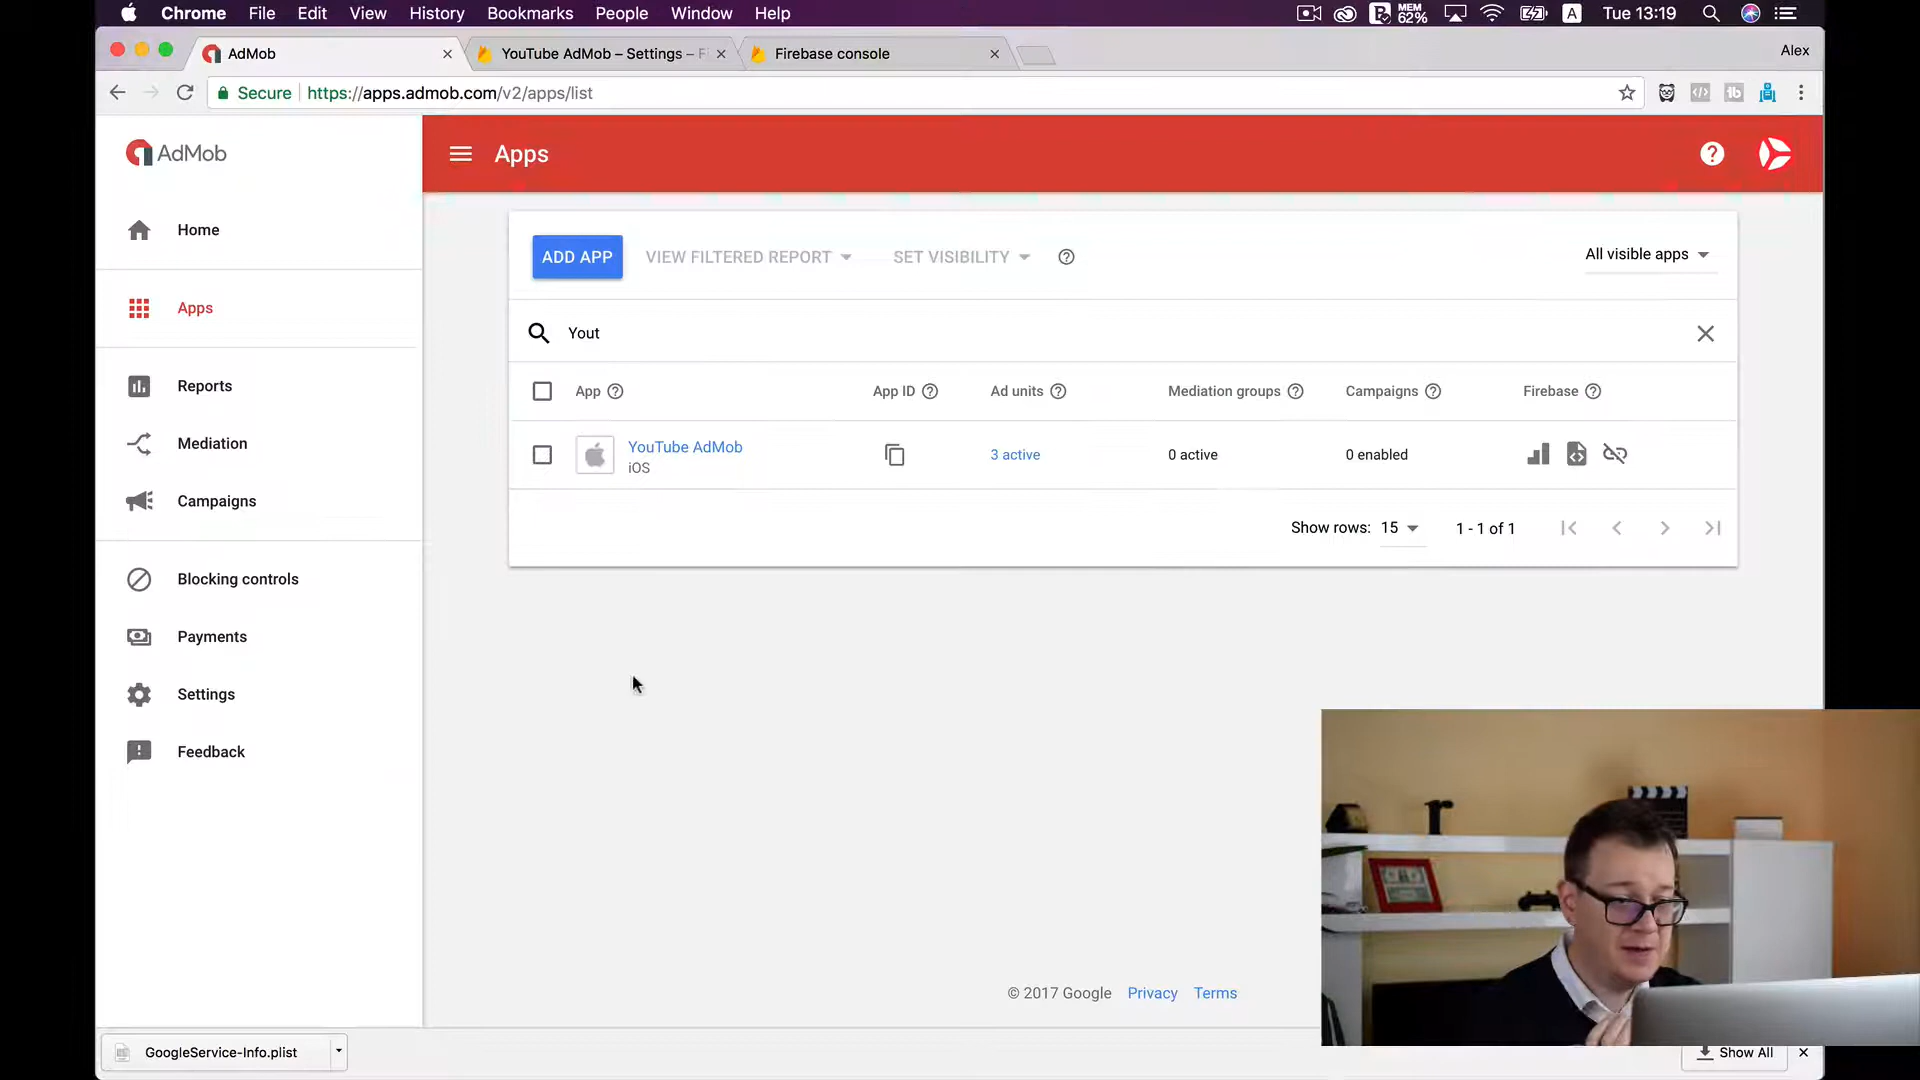 Chrome File Edit View History Bookmarks People Window Help MEM 62% A Tue 13:19
AdMob YouTube AdMob – Settings – F Firebase console Alex
Secure https://apps.admob.com/v2/apps/list
AdMob
Apps
Home
Apps
Reports
Mediation
Campaigns
Blocking controls
Payments
Settings
Feedback
ADD APP VIEW FILTERED REPORT SET VISIBILITY All visible apps
Yout
App App ID Ad units Mediation groups Campaigns Firebase
YouTube AdMob 3 active 0 active 0 enabled
iOS
Show rows: 15 1 - 1 of 1
© 2017 Google Privacy Terms
GoogleService-Info.plist Show All